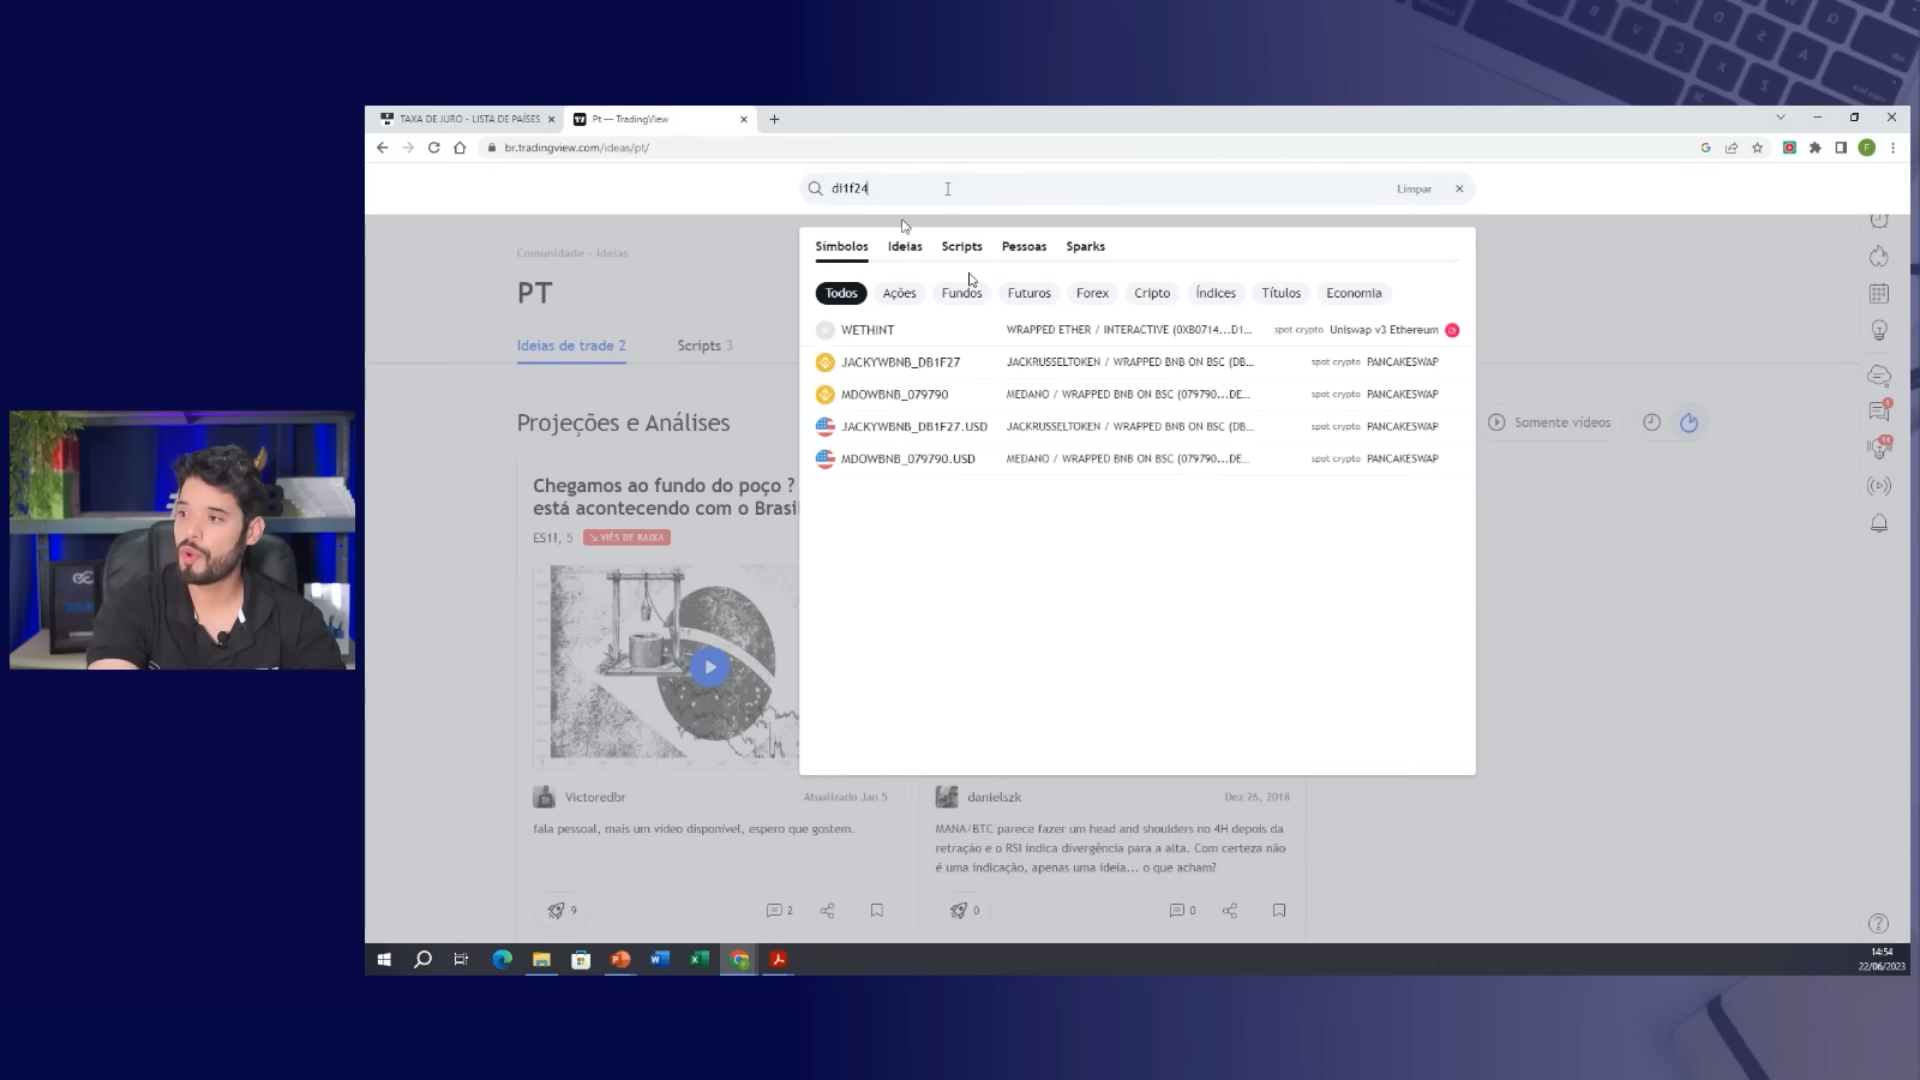 TAXA DE JURO - LISTA DE PAÍSES
Pt — TradingView
br.tradingview.com/ideas/pt/
di1f24
Limpar
Símbolos Ideias Scripts Pessoas Sparks
Todos Ações Fundos Futuros Forex Cripto Índices Títulos Economia
WETHINT WRAPPED ETHER / INTERACTIVE (0XB0714...D1... spot crypto Uniswap v3 Ethereum
JACKYWBNB_DB1F27 JACKRUSSELTOKEN / WRAPPED BNB ON BSC (DB... spot crypto PANCAKESWAP
MDOWBNB_079790 MEDANO / WRAPPED BNB ON BSC (079790...DE... spot crypto PANCAKESWAP
JACKYWBNB_DB1F27.USD JACKRUSSELTOKEN / WRAPPED BNB ON BSC (DB... spot crypto PANCAKESWAP
MDOWBNB_079790.USD MEDANO / WRAPPED BNB ON BSC (079790...DE... spot crypto PANCAKESWAP
Comunidade Ideias
PT
Ideias de trade 2 Scripts 3
Projeções e Análises
Somente vídeos
Chegamos ao fundo do poço ?
está acontecendo com o Brasil
ES1!, 5 VIÉS DE BAIXA
Victoredbr Atualizado Jan 5
fala pessoal, mais um vídeo disponível, espero que gostem.
9 2
danielszk Dez 26, 2018
MANA/BTC parece fazer um head and shoulders no 4H depois da
retração e o RSI indica divergência para a alta. Com certeza não
é uma indicação, apenas uma ideia... o que acham?
0 0
14:54
22/06/2023